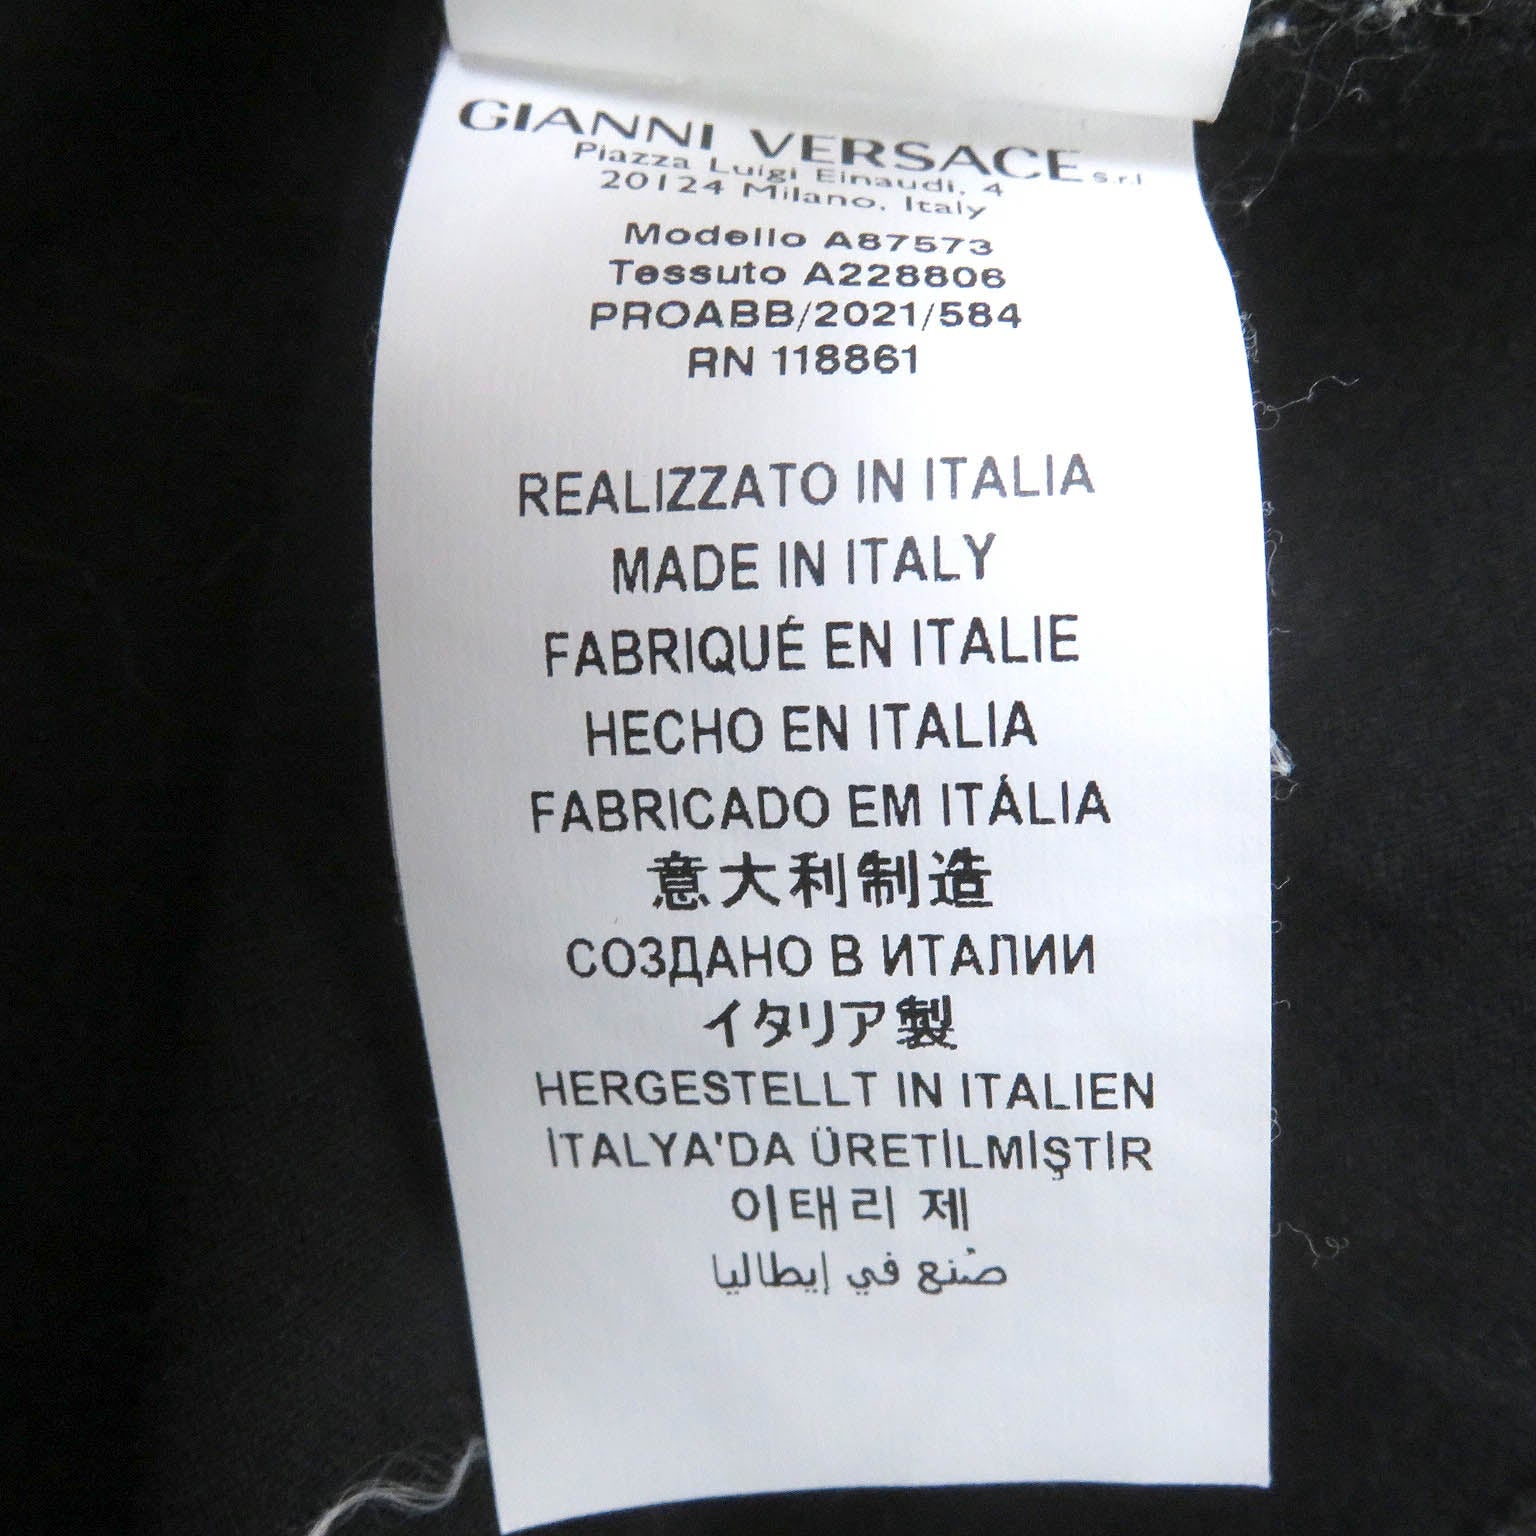 GIANNI VERSACE s.r.l
Piazza Luigi Einaudi, 4
20124 Milano, Italy
Modello A87573
Tessuto A228806
PROABB/2021/584
RN 118861
REALIZZATO IN ITALIA
MADE IN ITALY
FABRIQUÉ EN ITALIE
HECHO EN ITALIA
FABRICADO EM ITÁLIA
意大利制造
СОЗДАНО В ИТАЛИИ
イタリア製
HERGESTELLT IN ITALIEN
İTALYA'DA ÜRETİLMİŞTİR
이태리 제
صُنع في إيطاليا